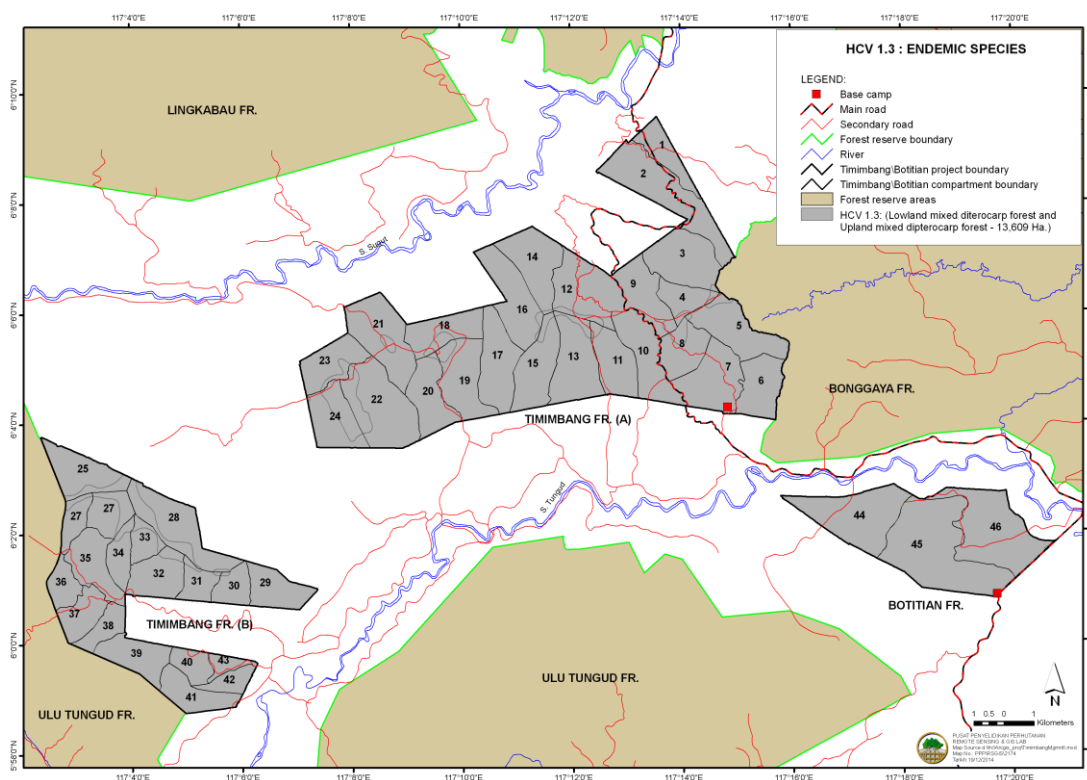 117°4'0"E 117°6'0"E 117°8'0"E 117°10'0"E 117°12'0"E 117°14'0"E 117°16'0"E 117°18'0"E 117°20'0"E
HCV 1.3 : ENDEMIC SPECIES
LEGEND:
Base camp
Main road
Secondary road
Forest reserve boundary
River
Timimbang\Botitian project boundary
Timimbang\Botitian compartment boundary
Forest reserve areas
HCV 1.3: (Lowland mixed diterocarp forest and
Upland mixed dipterocarp forest - 13,609 Ha.)
6°10'0"N
6°8'0"N
6°6'0"N
6°4'0"N
6°2'0"N
6°0'0"N
5°58'0"N
LINGKABAU FR.
S. Sugut
1
2
3
14
12
9
4
16
5
21
18
8
23
17
15
13
11
10
7
6
22
20
19
24
BONGGAYA FR.
TIMIMBANG FR. (A)
S. Tungud
25
27
27
28
33
35
34
32
36
31
30
29
37
38
TIMIMBANG FR. (B)
39
40
43
42
41
44
46
45
BOTITIAN FR.
ULU TUNGUD FR.
ULU TUNGUD FR.
N
1 0.5 0 1
Kilometers
PUSAT PENYELIDIKAN PERHUTANAN
REMOTE SENSING & GIS LAB
117°4'0"E 117°6'0"E 117°8'0"E 117°10'0"E 117°12'0"E 117°14'0"E 117°16'0"E 117°18'0"E 117°20'0"E